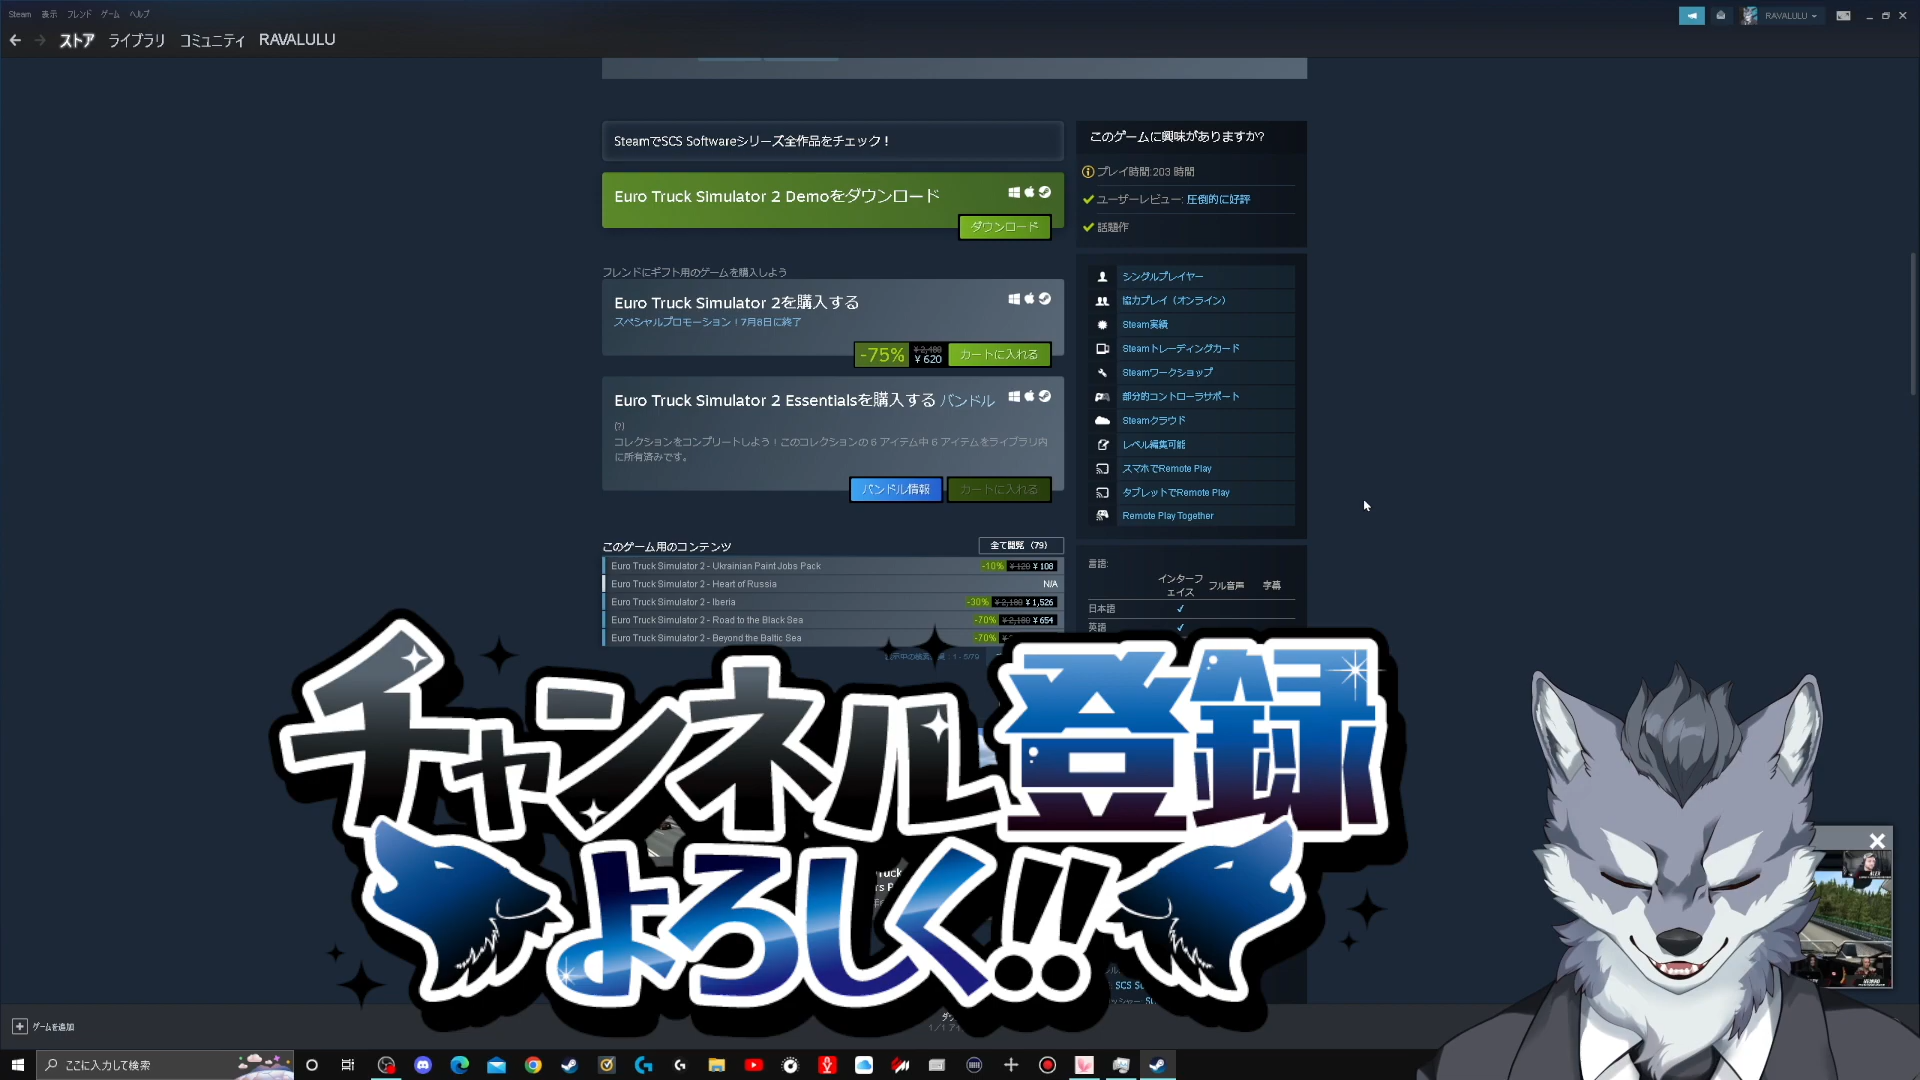 Steam 表示 フレンド ゲーム ヘルプ
RAVALULU
ストア ライブラリ コミュニティ RAVALULU
SteamでSCS Softwareシリーズ全作品をチェック！
Euro Truck Simulator 2 Demoをダウンロード
ダウンロード
フレンドにギフト用のゲームを購入しよう
Euro Truck Simulator 2を購入する
スペシャルプロモーション！7月8日に終了
-75% ¥ 2,480 ¥ 620 カートに入れる
Euro Truck Simulator 2 Essentialsを購入する バンドル
(?)
コレクションをコンプリートしよう！このコレクションの 6 アイテム中 6 アイテムをライブラリ内
に所有済みです。
バンドル情報 カートに入れる
このゲーム用のコンテンツ 全て閲覧 (79)
Euro Truck Simulator 2 - Ukrainian Paint Jobs Pack -10% ¥ 120 ¥ 108
Euro Truck Simulator 2 - Heart of Russia N/A
Euro Truck Simulator 2 - Iberia -30% ¥ 2,180 ¥ 1,526
Euro Truck Simulator 2 - Road to the Black Sea -70% ¥ 2,180 ¥ 654
Euro Truck Simulator 2 - Beyond the Baltic Sea -70%
このゲームに興味がありますか?
プレイ時間:203 時間
ユーザーレビュー: 圧倒的に好評
話題作
シングルプレイヤー
協力プレイ（オンライン）
Steam実績
Steamトレーディングカード
Steamワークショップ
部分的コントローラサポート
Steamクラウド
レベル編集可能
スマホでRemote Play
タブレットでRemote Play
Remote Play Together
言語:
インターフェイス フル音声 字幕
日本語 ✓
英語 ✓
チャンネル登録
よろしく!!
SCS
ゲームを追加
ここに入力して検索